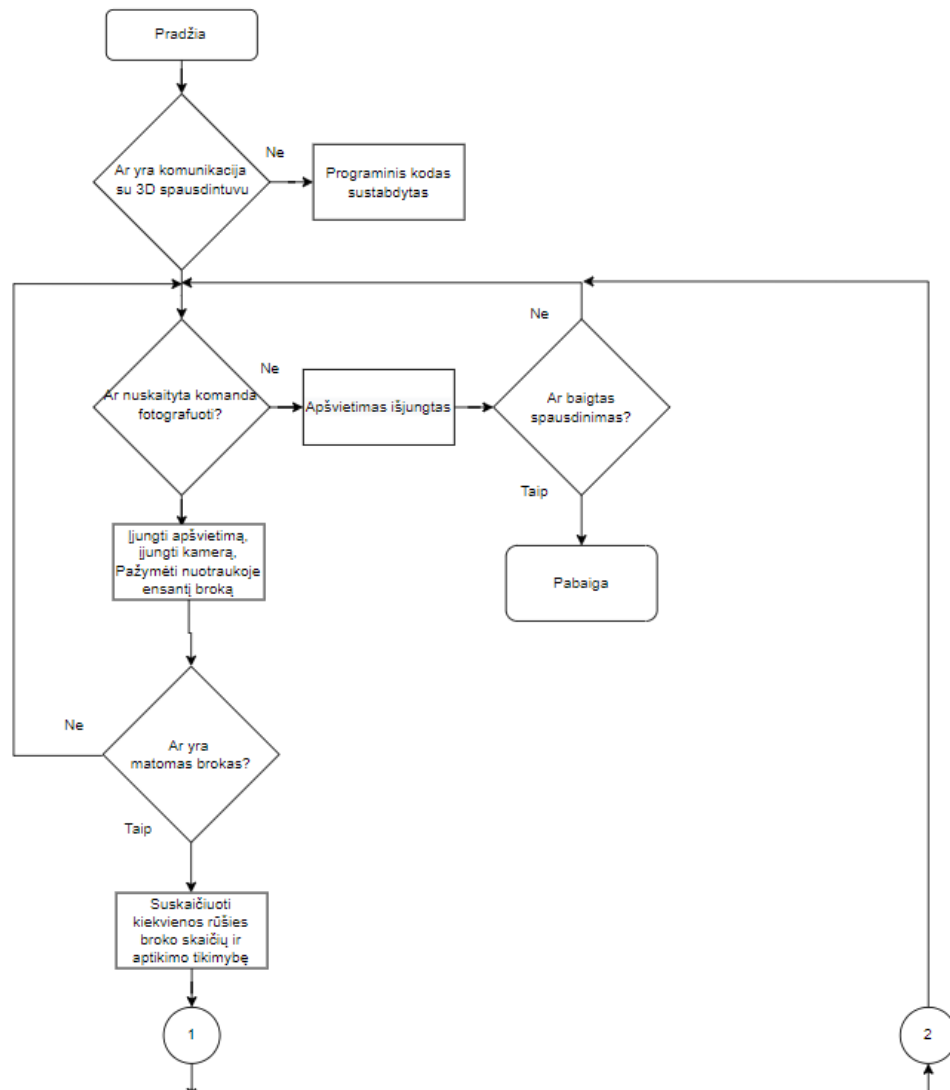 Pradžia
Ar yra komunikacija
su 3D spausdintuvu
Ne
Programinis kodas
sustabdytas
Ar nuskaityta komanda
fotografuoti?
Ne
Apšvietimas išjungtas
Ar baigtas
spausdinimas?
Ne
Taip
Pabaiga
Įjungti apšvietimą,
įjungti kamerą,
Pažymėti nuotraukoje
ensantį broką
Ar yra
matomas brokas?
Ne
Taip
Suskaičiuoti
kiekvienos rūšies
broko skaičių ir
aptikimo tikimybę
1
2